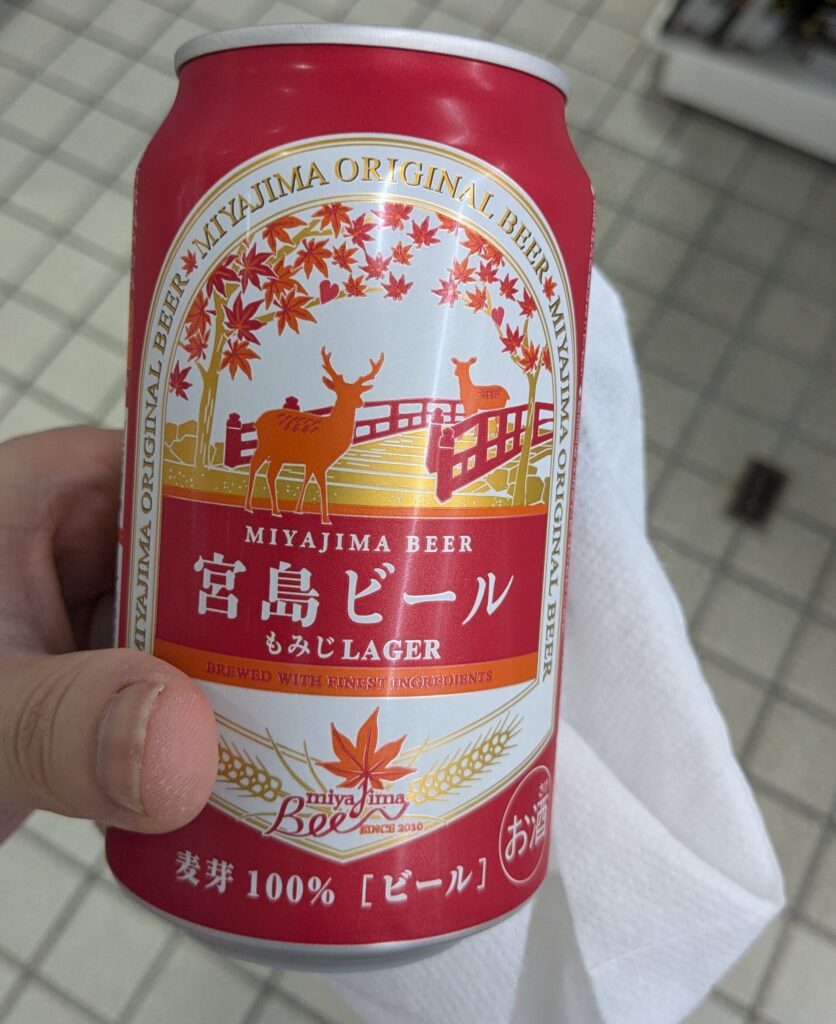 MIYAJIMA ORIGINAL BEER MIYAJIMA ORIGINAL BEER MIYAJIMA ORIGINAL BEER
MIYAJIMA BEER
宮島ビール
もみじLAGER
BREWED WITH FINEST INGREDIENTS
miyajima
Beer
SINCE 2010
お酒
麦芽100% [ビール]